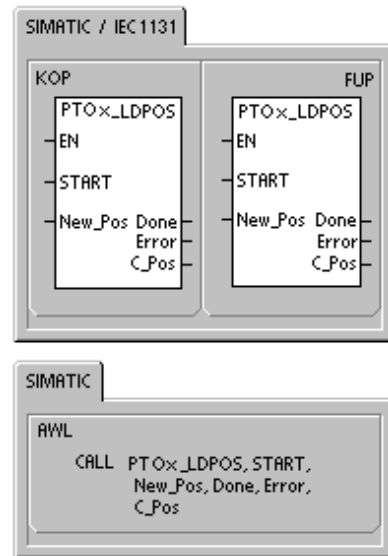 SIMATIC / IEC1131
KOP
PTOx_LDPOS
EN
START
New_Pos Done
Error
C_Pos
FUP
PTOx_LDPOS
EN
START
New_Pos Done
Error
C_Pos
SIMATIC
AWL
CALL PTOx_LDPOS, START,
New_Pos, Done, Error,
C_Pos